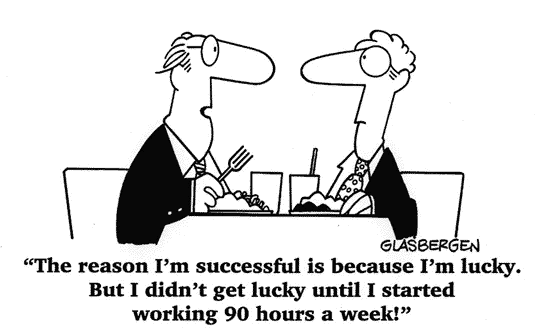 GLASBERGEN
“The reason I’m successful is because I’m lucky.
But I didn’t get lucky until I started
working 90 hours a week!”